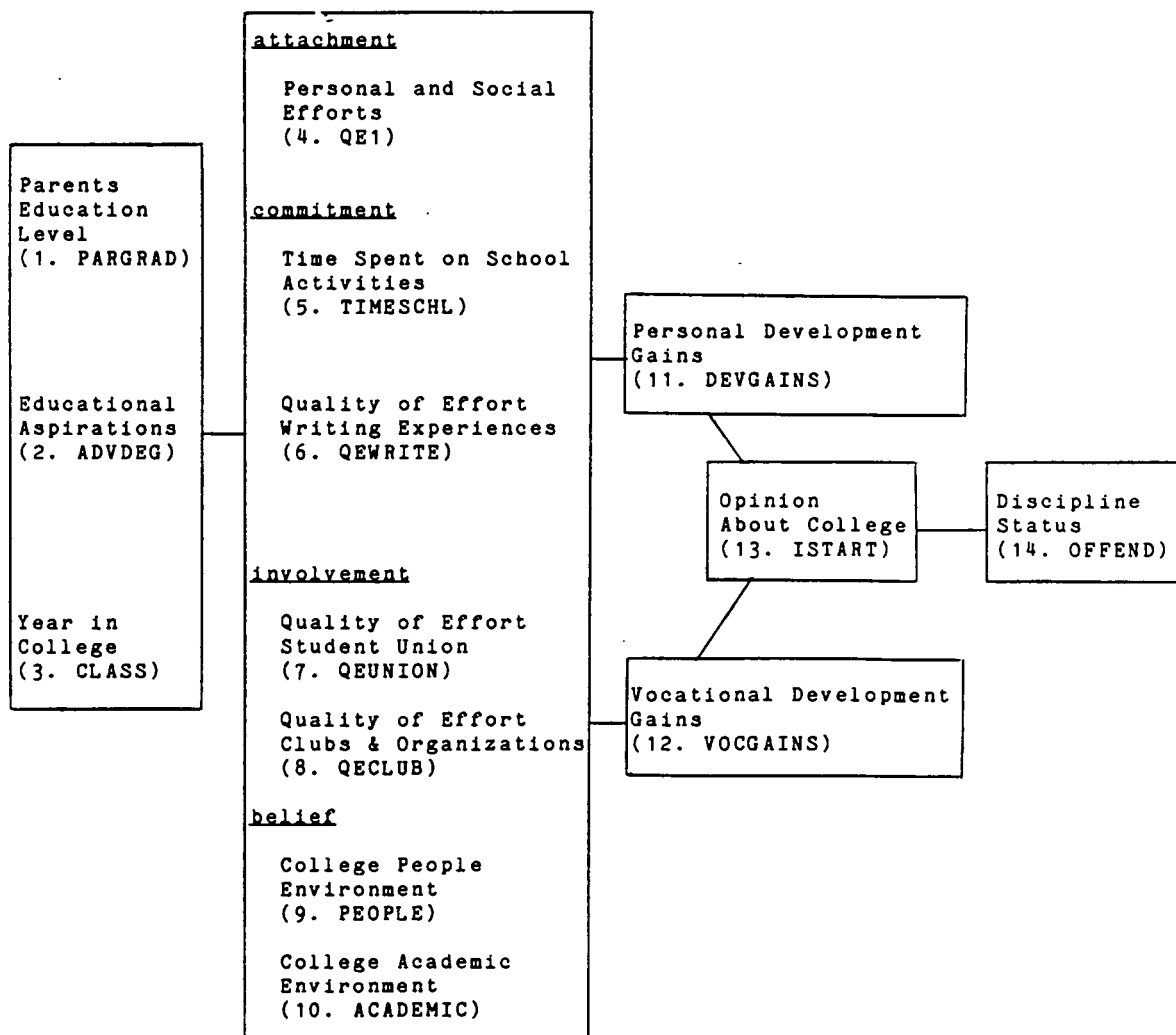 Parents
Education
Level
(1. PARGRAD)
Educational
Aspirations
(2. ADVDEG)
Year in
College
(3. CLASS)
attachment
Personal and Social
Efforts
(4. QE1)
commitment
Time Spent on School
Activities
(5. TIMESCHL)
Quality of Effort
Writing Experiences
(6. QEWRITE)
involvement
Quality of Effort
Student Union
(7. QEUNION)
Quality of Effort
Clubs & Organizations
(8. QECLUB)
belief
College People
Environment
(9. PEOPLE)
College Academic
Environment
(10. ACADEMIC)
Personal Development
Gains
(11. DEVGAINS)
Vocational Development
Gains
(12. VOCGAINS)
Opinion
About College
(13. ISTART)
Discipline
Status
(14. OFFEND)